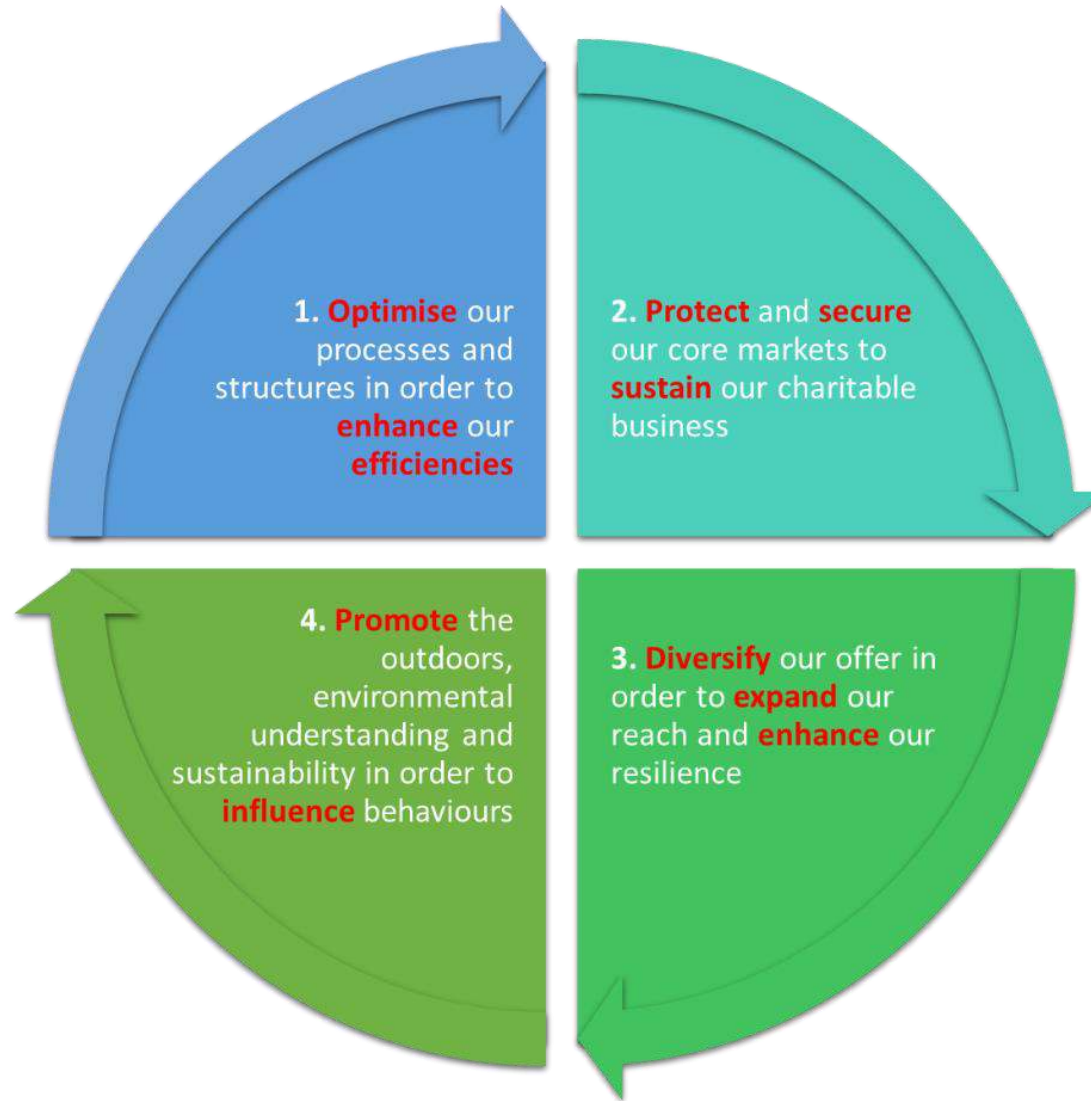 1. Optimise our
processes and
structures in order to
enhance our
efficiencies
2. Protect and secure
our core markets to
sustain our charitable
business
3. Diversify our offer in
order to expand our
reach and enhance our
resilience
4. Promote the
outdoors,
environmental
understanding and
sustainability in order to
influence behaviours